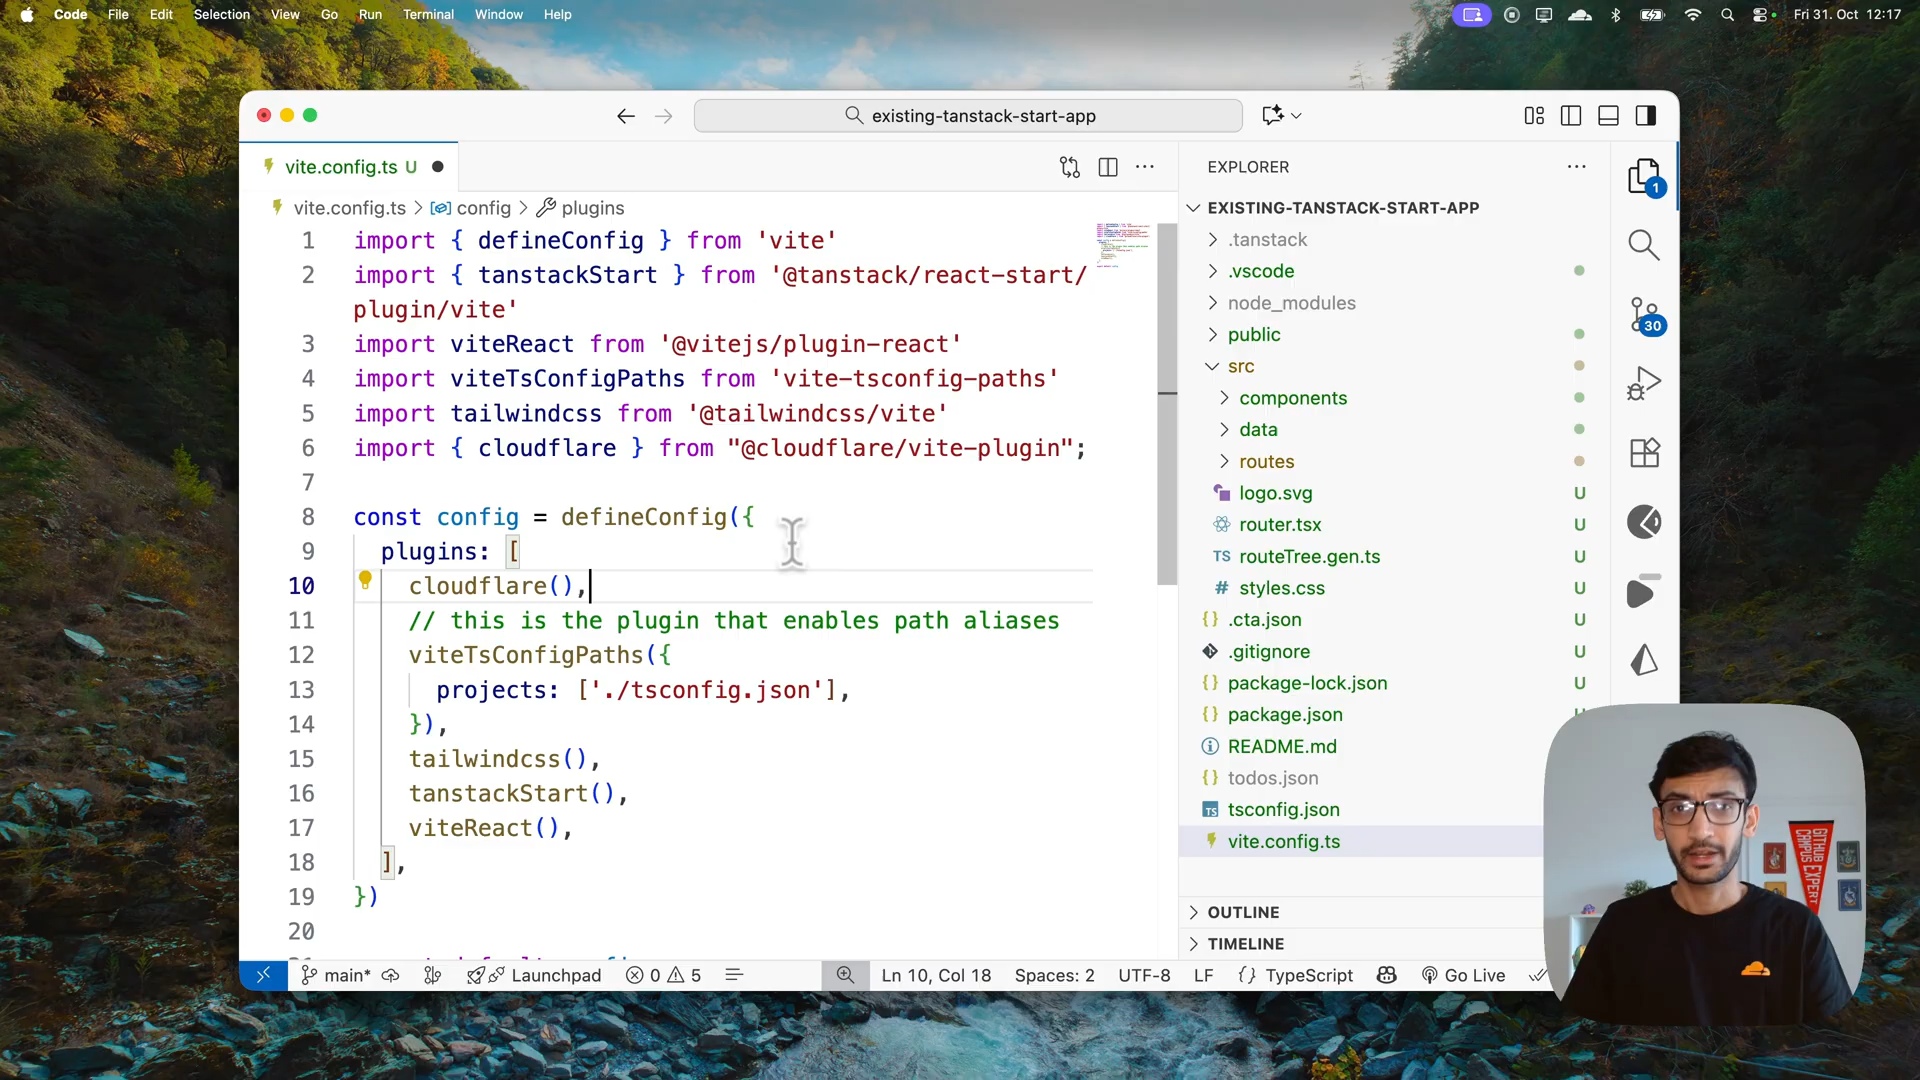 Code File Edit Selection View Go Run Terminal Window Help Fri 31. Oct 12:17
existing-tanstack-start-app
vite.config.ts U
vite.config.ts > config > plugins
1 import { defineConfig } from 'vite'
2 import { tanstackStart } from '@tanstack/react-start/
plugin/vite'
3 import viteReact from '@vitejs/plugin-react'
4 import viteTsConfigPaths from 'vite-tsconfig-paths'
5 import tailwindcss from '@tailwindcss/vite'
6 import { cloudflare } from "@cloudflare/vite-plugin";
7
8 const config = defineConfig({
9 plugins: [
10 cloudflare(),
11 // this is the plugin that enables path aliases
12 viteTsConfigPaths({
13 projects: ['./tsconfig.json'],
14 }),
15 tailwindcss(),
16 tanstackStart(),
17 viteReact(),
18 ],
19 })
20
EXPLORER
EXISTING-TANSTACK-START-APP
.tanstack
.vscode
node_modules
public
src
components
data
routes
logo.svg U
router.tsx U
TS routeTree.gen.ts U
# styles.css U
{} .cta.json U
.gitignore U
{} package-lock.json U
{} package.json U
README.md
{} todos.json
TS tsconfig.json
vite.config.ts
OUTLINE
TIMELINE
1
30
GITHUB
CAMPUS EXPERT
main* Launchpad 0 5 Ln 10, Col 18 Spaces: 2 UTF-8 LF {} TypeScript Go Live